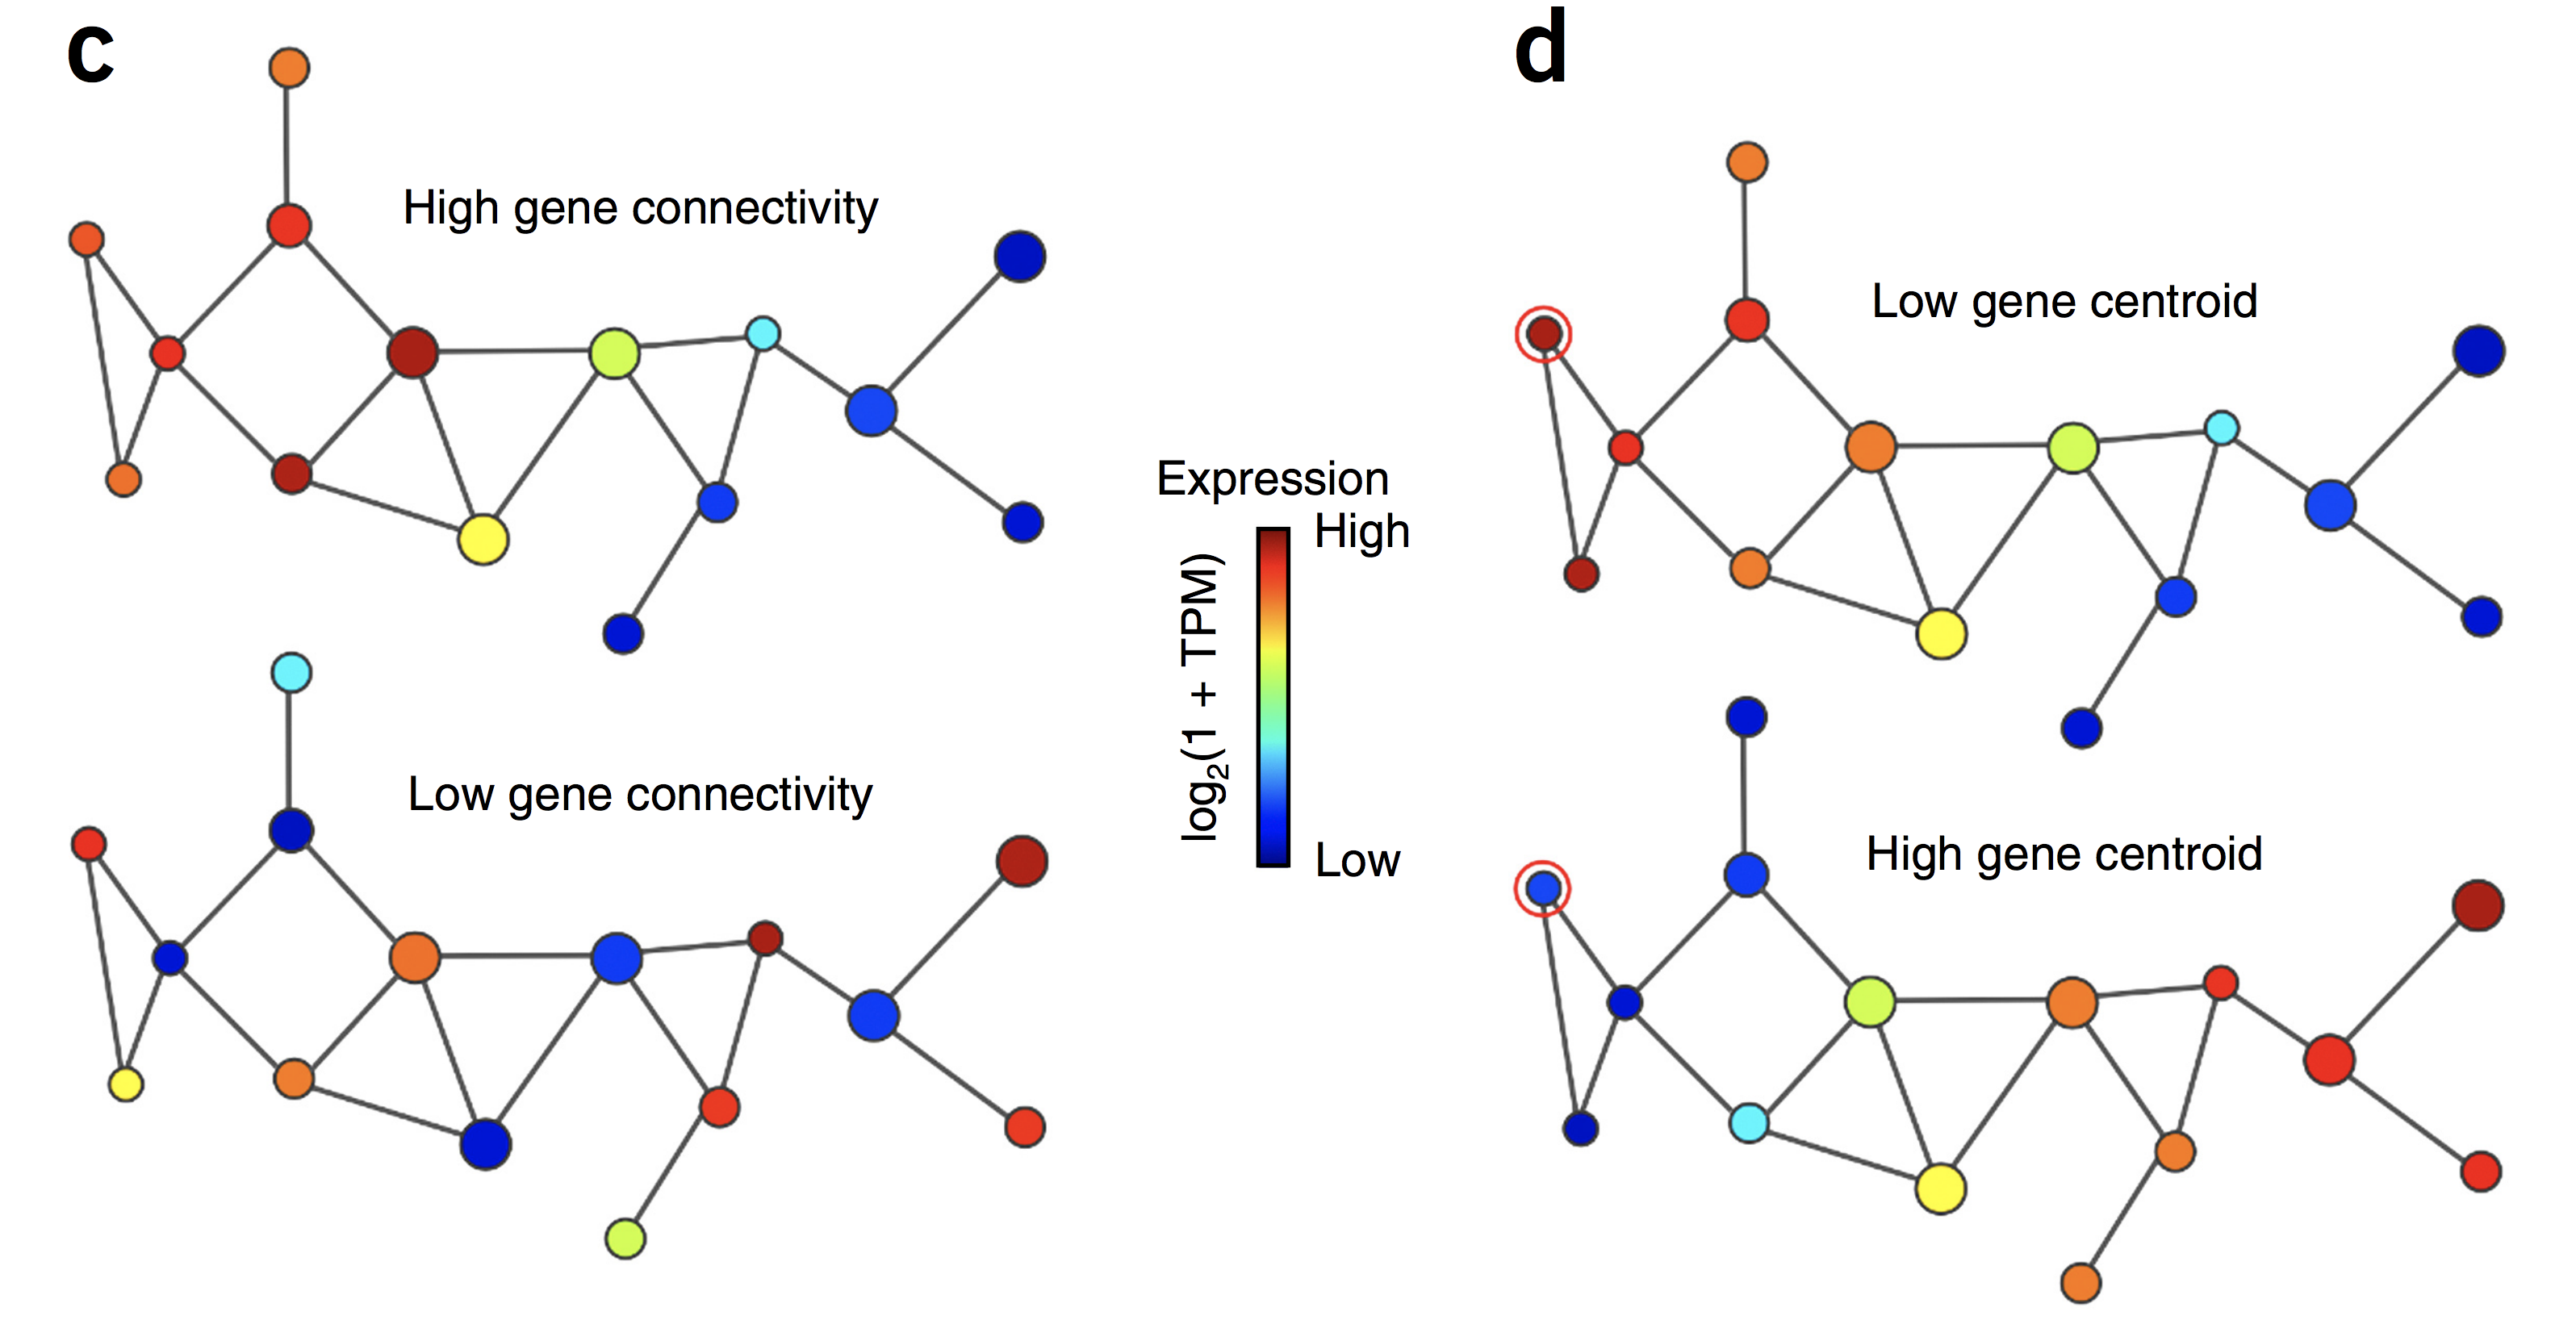 c
High gene connectivity
Low gene connectivity
Expression
High
log2(1 + TPM)
Low
d
Low gene centroid
High gene centroid